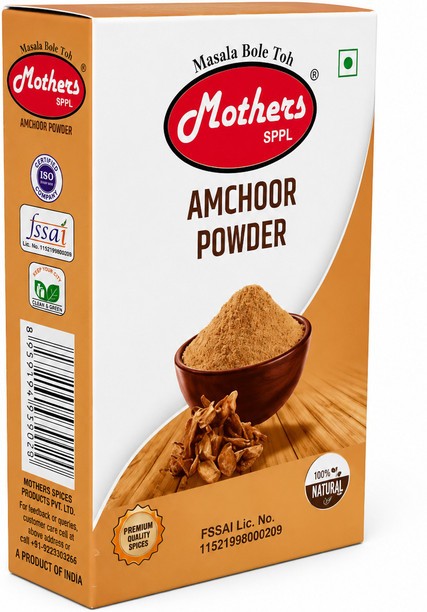 Masala Bole Toh
Mothers
SPPL
®
AMCHOOR
POWDER
100%
NATURAL
PREMIUM
QUALITY
SPICES
FSSAI Lic. No.
11521998000209
Masala Bole Toh
Mothers
SPPL
AMCHOOR POWDER
CERTIFIED
ISO
COMPANY
fssai
Lic. No. 11521998000209
KEEP YOUR CITY
CLEAN & GREEN
8959194195902
MOTHERS SPICES
PRODUCTS PVT. LTD.
For feedback or queries,
customer care cell at
above address or
call +91-9223303266
A PRODUCT OF INDIA